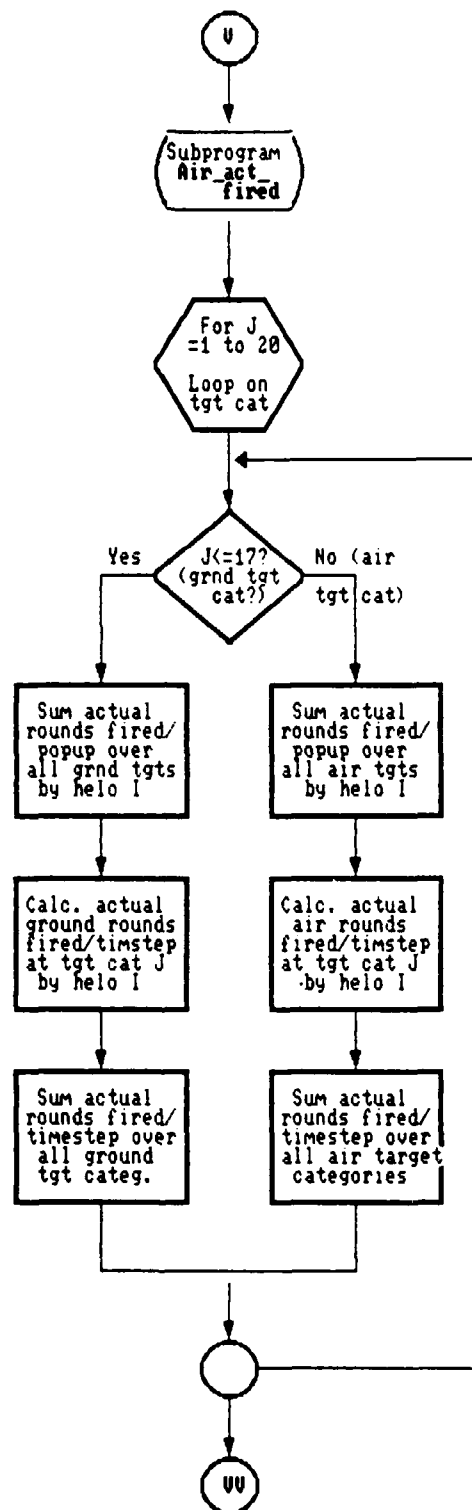 V
Subprogram
Air_act_
fired
For J
=1 to 20
Loop on
tgt cat
J<=17?
(grnd tgt
cat?)
Yes
No (air
tgt cat)
Sum actual
rounds fired/
popup over
all grnd tgts
by helo I
Sum actual
rounds fired/
popup over
all air tgts
by helo I
Calc. actual
ground rounds
fired/timstep
at tgt cat J
by helo I
Calc. actual
air rounds
fired/timstep
at tgt cat J
by helo I
Sum actual
rounds fired/
timestep over
all ground
tgt categ.
Sum actual
rounds fired/
timestep over
all air target
categories
VV